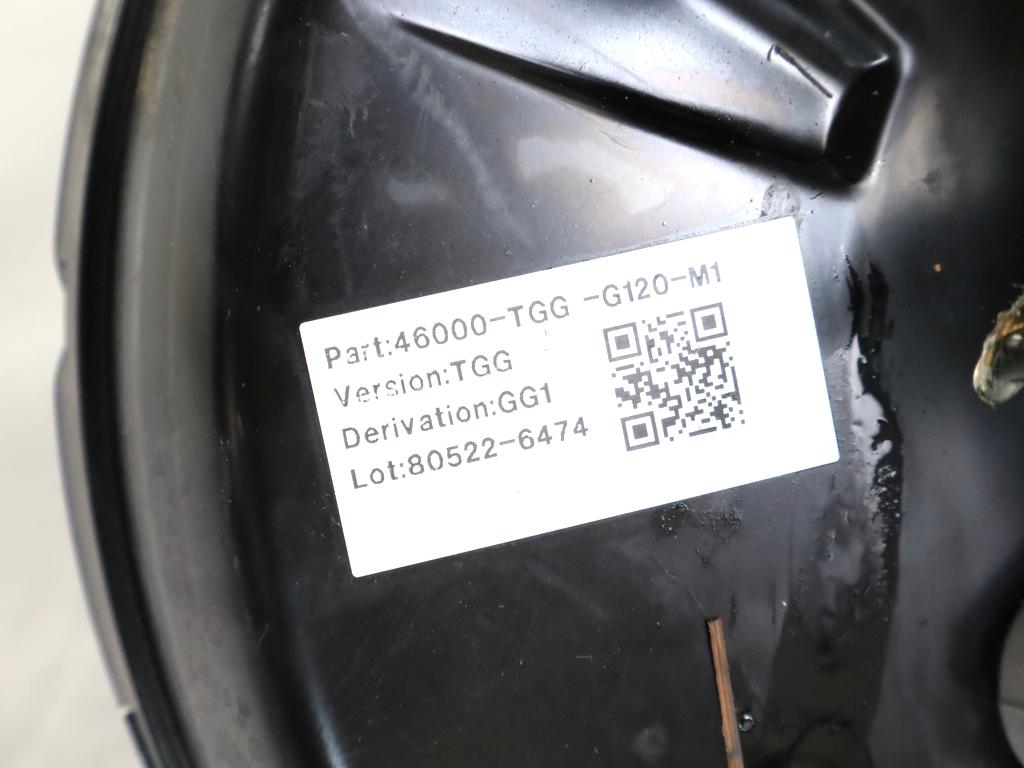 Part:46000-TGG -G120-M1
Version:TGG
Derivation:GG1
Lot:80522-6474